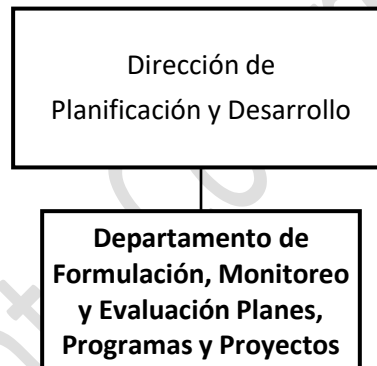 Dirección de
Planificación y Desarrollo
Departamento de
Formulación, Monitoreo
y Evaluación Planes,
Programas y Proyectos